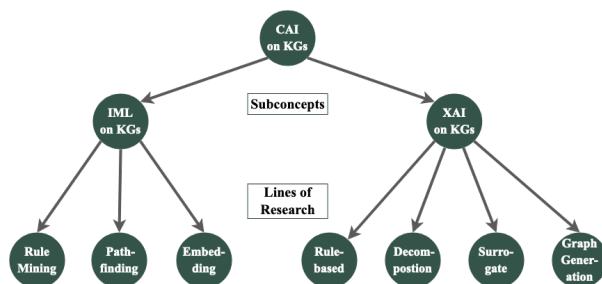 CAI
on KGs
Subconcepts
IML
on KGs
XAI
on KGs
Lines of
Research
Rule
Mining
Path-
finding
Embed-
ding
Rule-
based
Decom-
postion
Surro-
gate
Graph
Gener-
ation